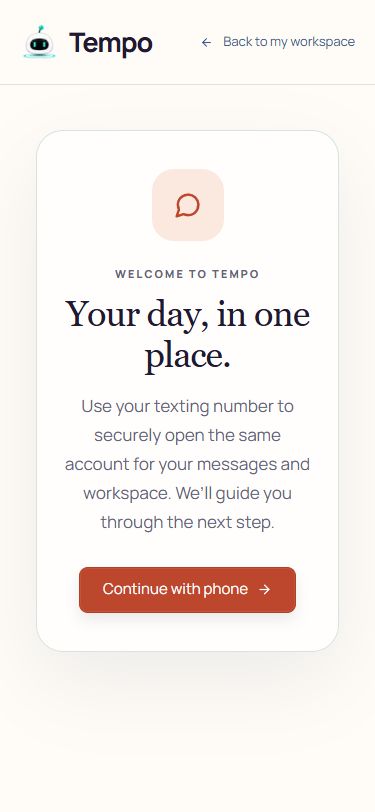 Tempo
← Back to my workspace
WELCOME TO TEMPO
Your day, in one
place.
Use your texting number to
securely open the same
account for your messages and
workspace. We’ll guide you
through the next step.
Continue with phone →